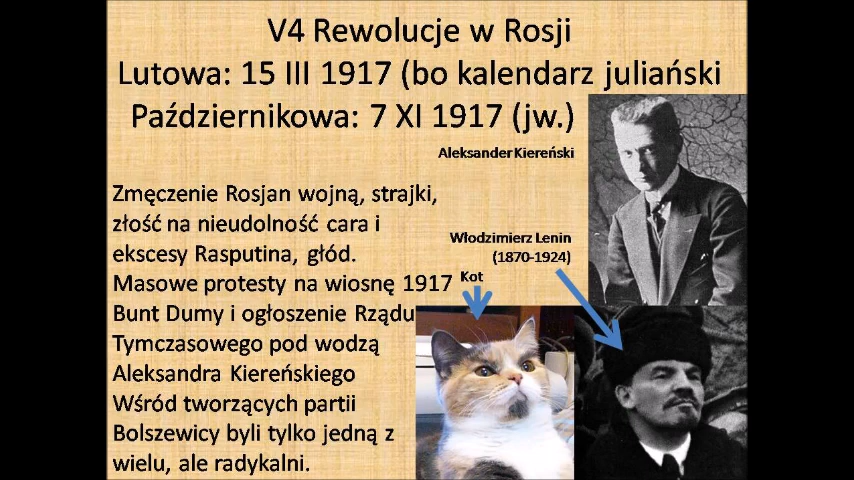 V4 Rewolucje w Rosji
Lutowa: 15 III 1917 (bo kalendarz juliański
Październikowa: 7 XI 1917 (jw.)
Aleksander Kiereński
Zmęczenie Rosjan wojną, strajki,
złość na nieudolność cara i
ekscesy Rasputina, głód.
Masowe protesty na wiosnę 1917
Bunt Dumy i ogłoszenie Rządu
Tymczasowego pod wodzą
Aleksandra Kiereńskiego
Wśród tworzących partii
Bolszewicy byli tylko jedną z
wielu, ale radykalni.
Włodzimierz Lenin
(1870-1924)
Kot